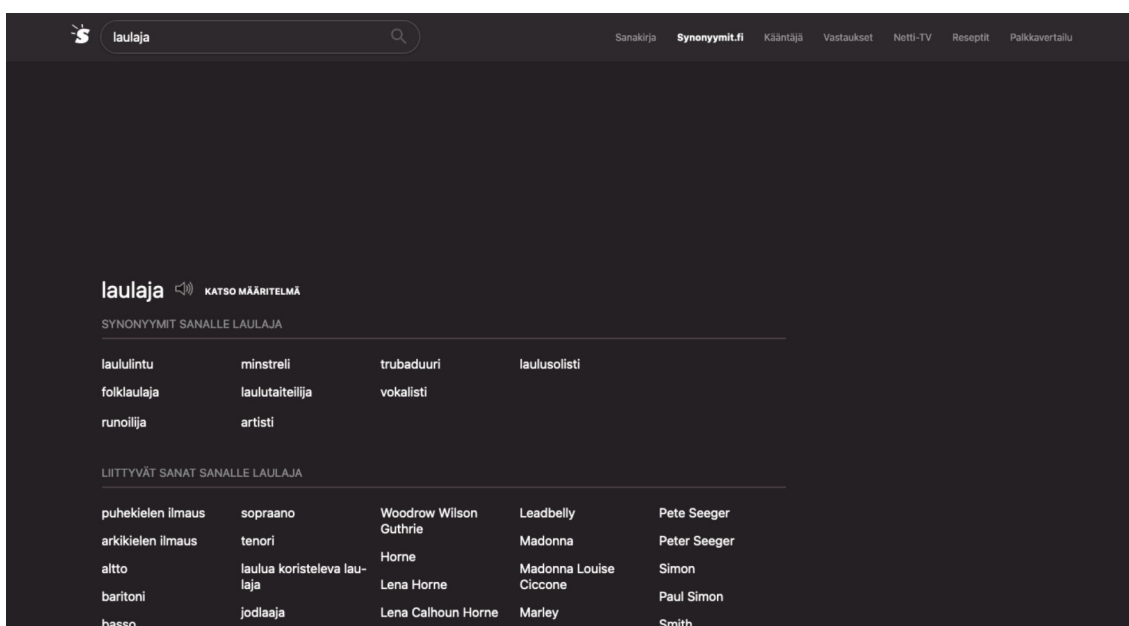 laulaja
Sanakirja Synonyymit.fi Kääntäjä Vastaukset Netti-TV Reseptit Palkkavertailu
laulaja KATSO MÄÄRITELMÄ
SYNONYYMIT SANALLE LAULAJA
laululintu minstreli trubaduuri laulusolisti
folklaulaja laulutaiteilija vokalisti
runoilija artisti
LIITTYVÄT SANAT SANALLE LAULAJA
puhekielen ilmaus
arkikielen ilmaus
altto
baritoni
basso
sopraano
tenori
laulua koristeleva lau-
laja
jodlaaja
Woodrow Wilson
Guthrie
Horne
Lena Horne
Lena Calhoun Horne
Leadbelly
Madonna
Madonna Louise
Ciccone
Marley
Pete Seeger
Peter Seeger
Simon
Paul Simon
Smith